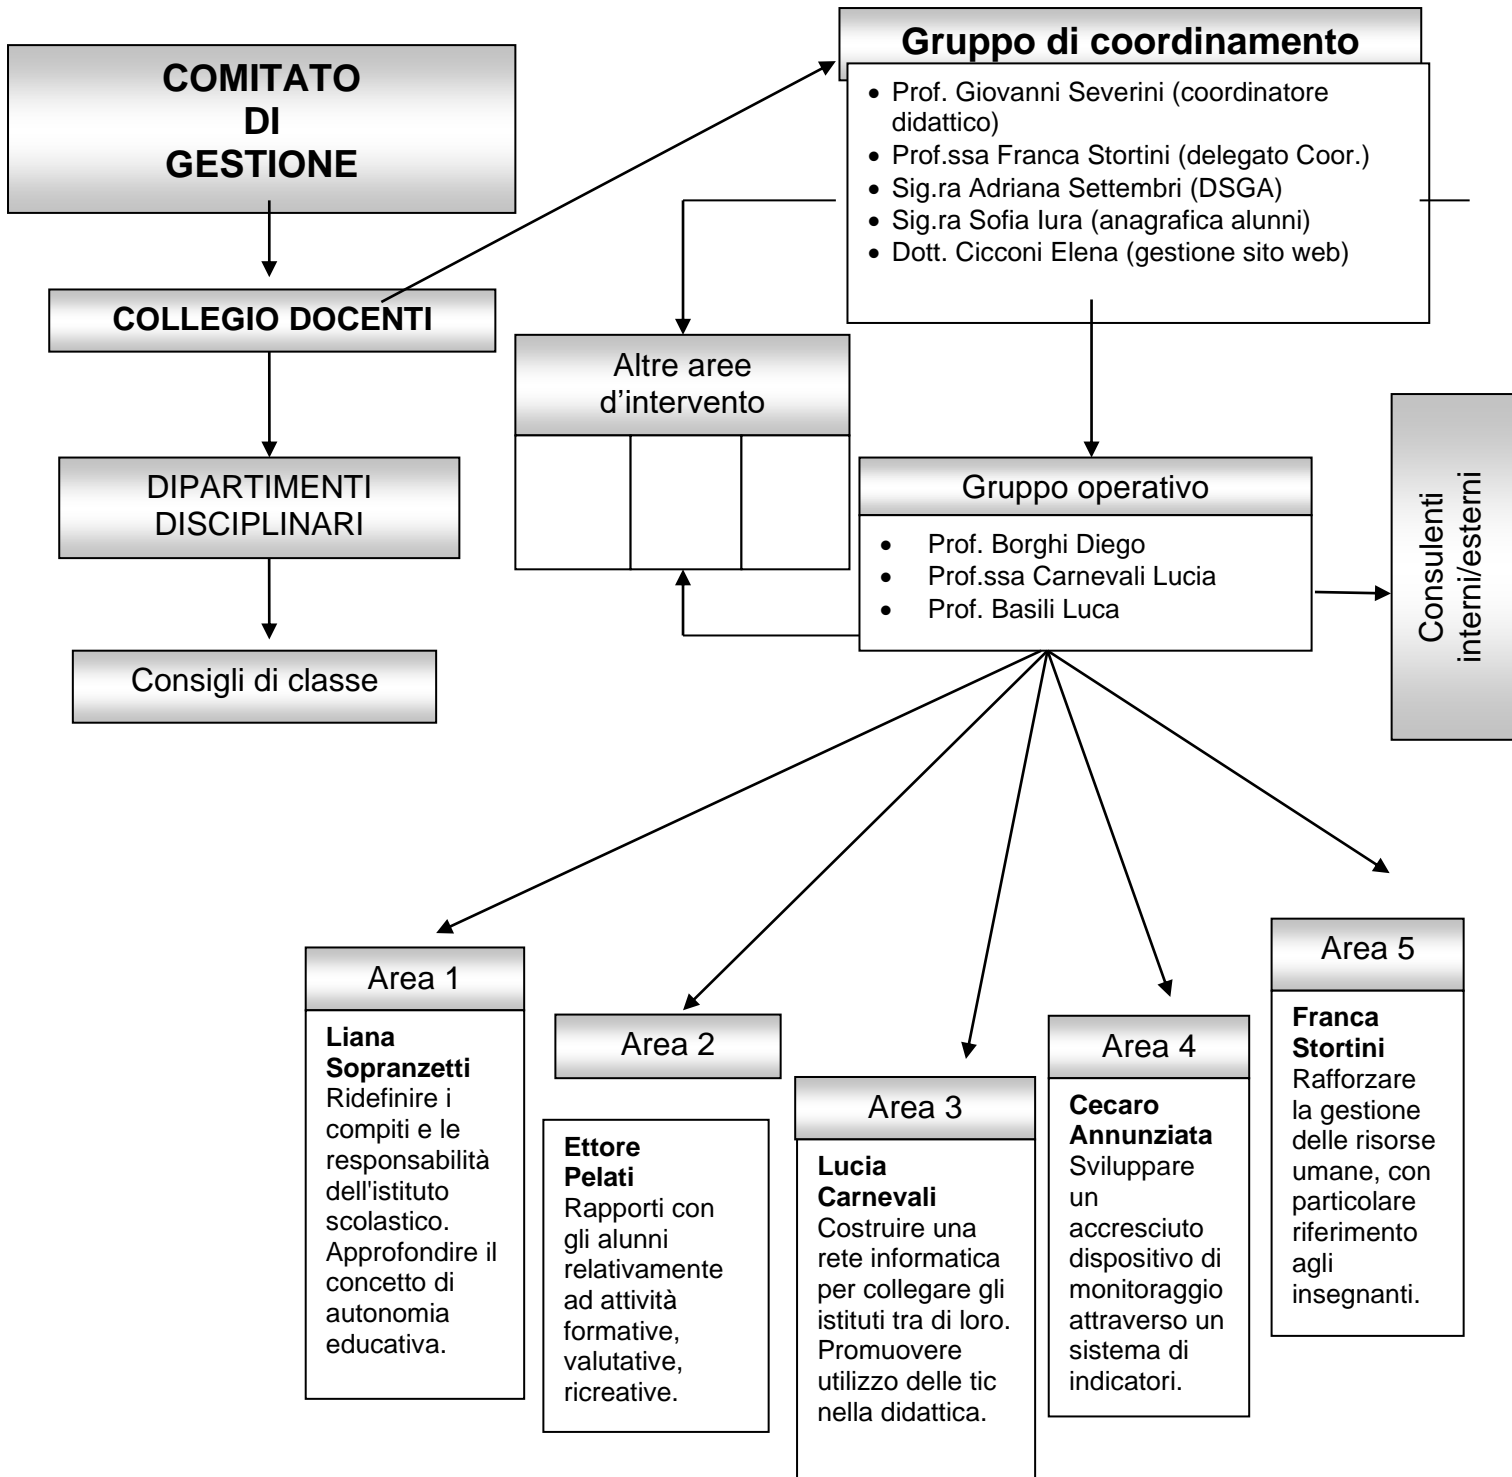 COMITATO
DI
GESTIONE
Gruppo di coordinamento
• Prof. Giovanni Severini (coordinatore
didattico)
• Prof.ssa Franca Stortini (delegato Coor.)
• Sig.ra Adriana Settembri (DSGA)
• Sig.ra Sofia Iura (anagrafica alunni)
• Dott. Cicconi Elena (gestione sito web)
COLLEGIO DOCENTI
Altre aree
d’intervento
DIPARTIMENTI
DISCIPLINARI
Gruppo operativo
• Prof. Borghi Diego
• Prof.ssa Carnevali Lucia
• Prof. Basili Luca
Consulenti
interni/esterni
Consigli di classe
Area 1
Liana
Sopranzetti
Ridefinire i
compiti e le
responsabilità
dell'istituto
scolastico.
Approfondire il
concetto di
autonomia
educativa.
Area 2
Ettore
Pelati
Rapporti con
gli alunni
relativamente
ad attività
formative,
valutative,
ricreative.
Area 3
Lucia
Carnevali
Costruire una
rete informatica
per collegare gli
istituti tra di loro.
Promuovere
utilizzo delle tic
nella didattica.
Area 4
Cecaro
Annunziata
Sviluppare
un
accresciuto
dispositivo di
monitoraggio
attraverso un
sistema di
indicatori.
Area 5
Franca
Stortini
Rafforzare
la gestione
delle risorse
umane, con
particolare
riferimento
agli
insegnanti.